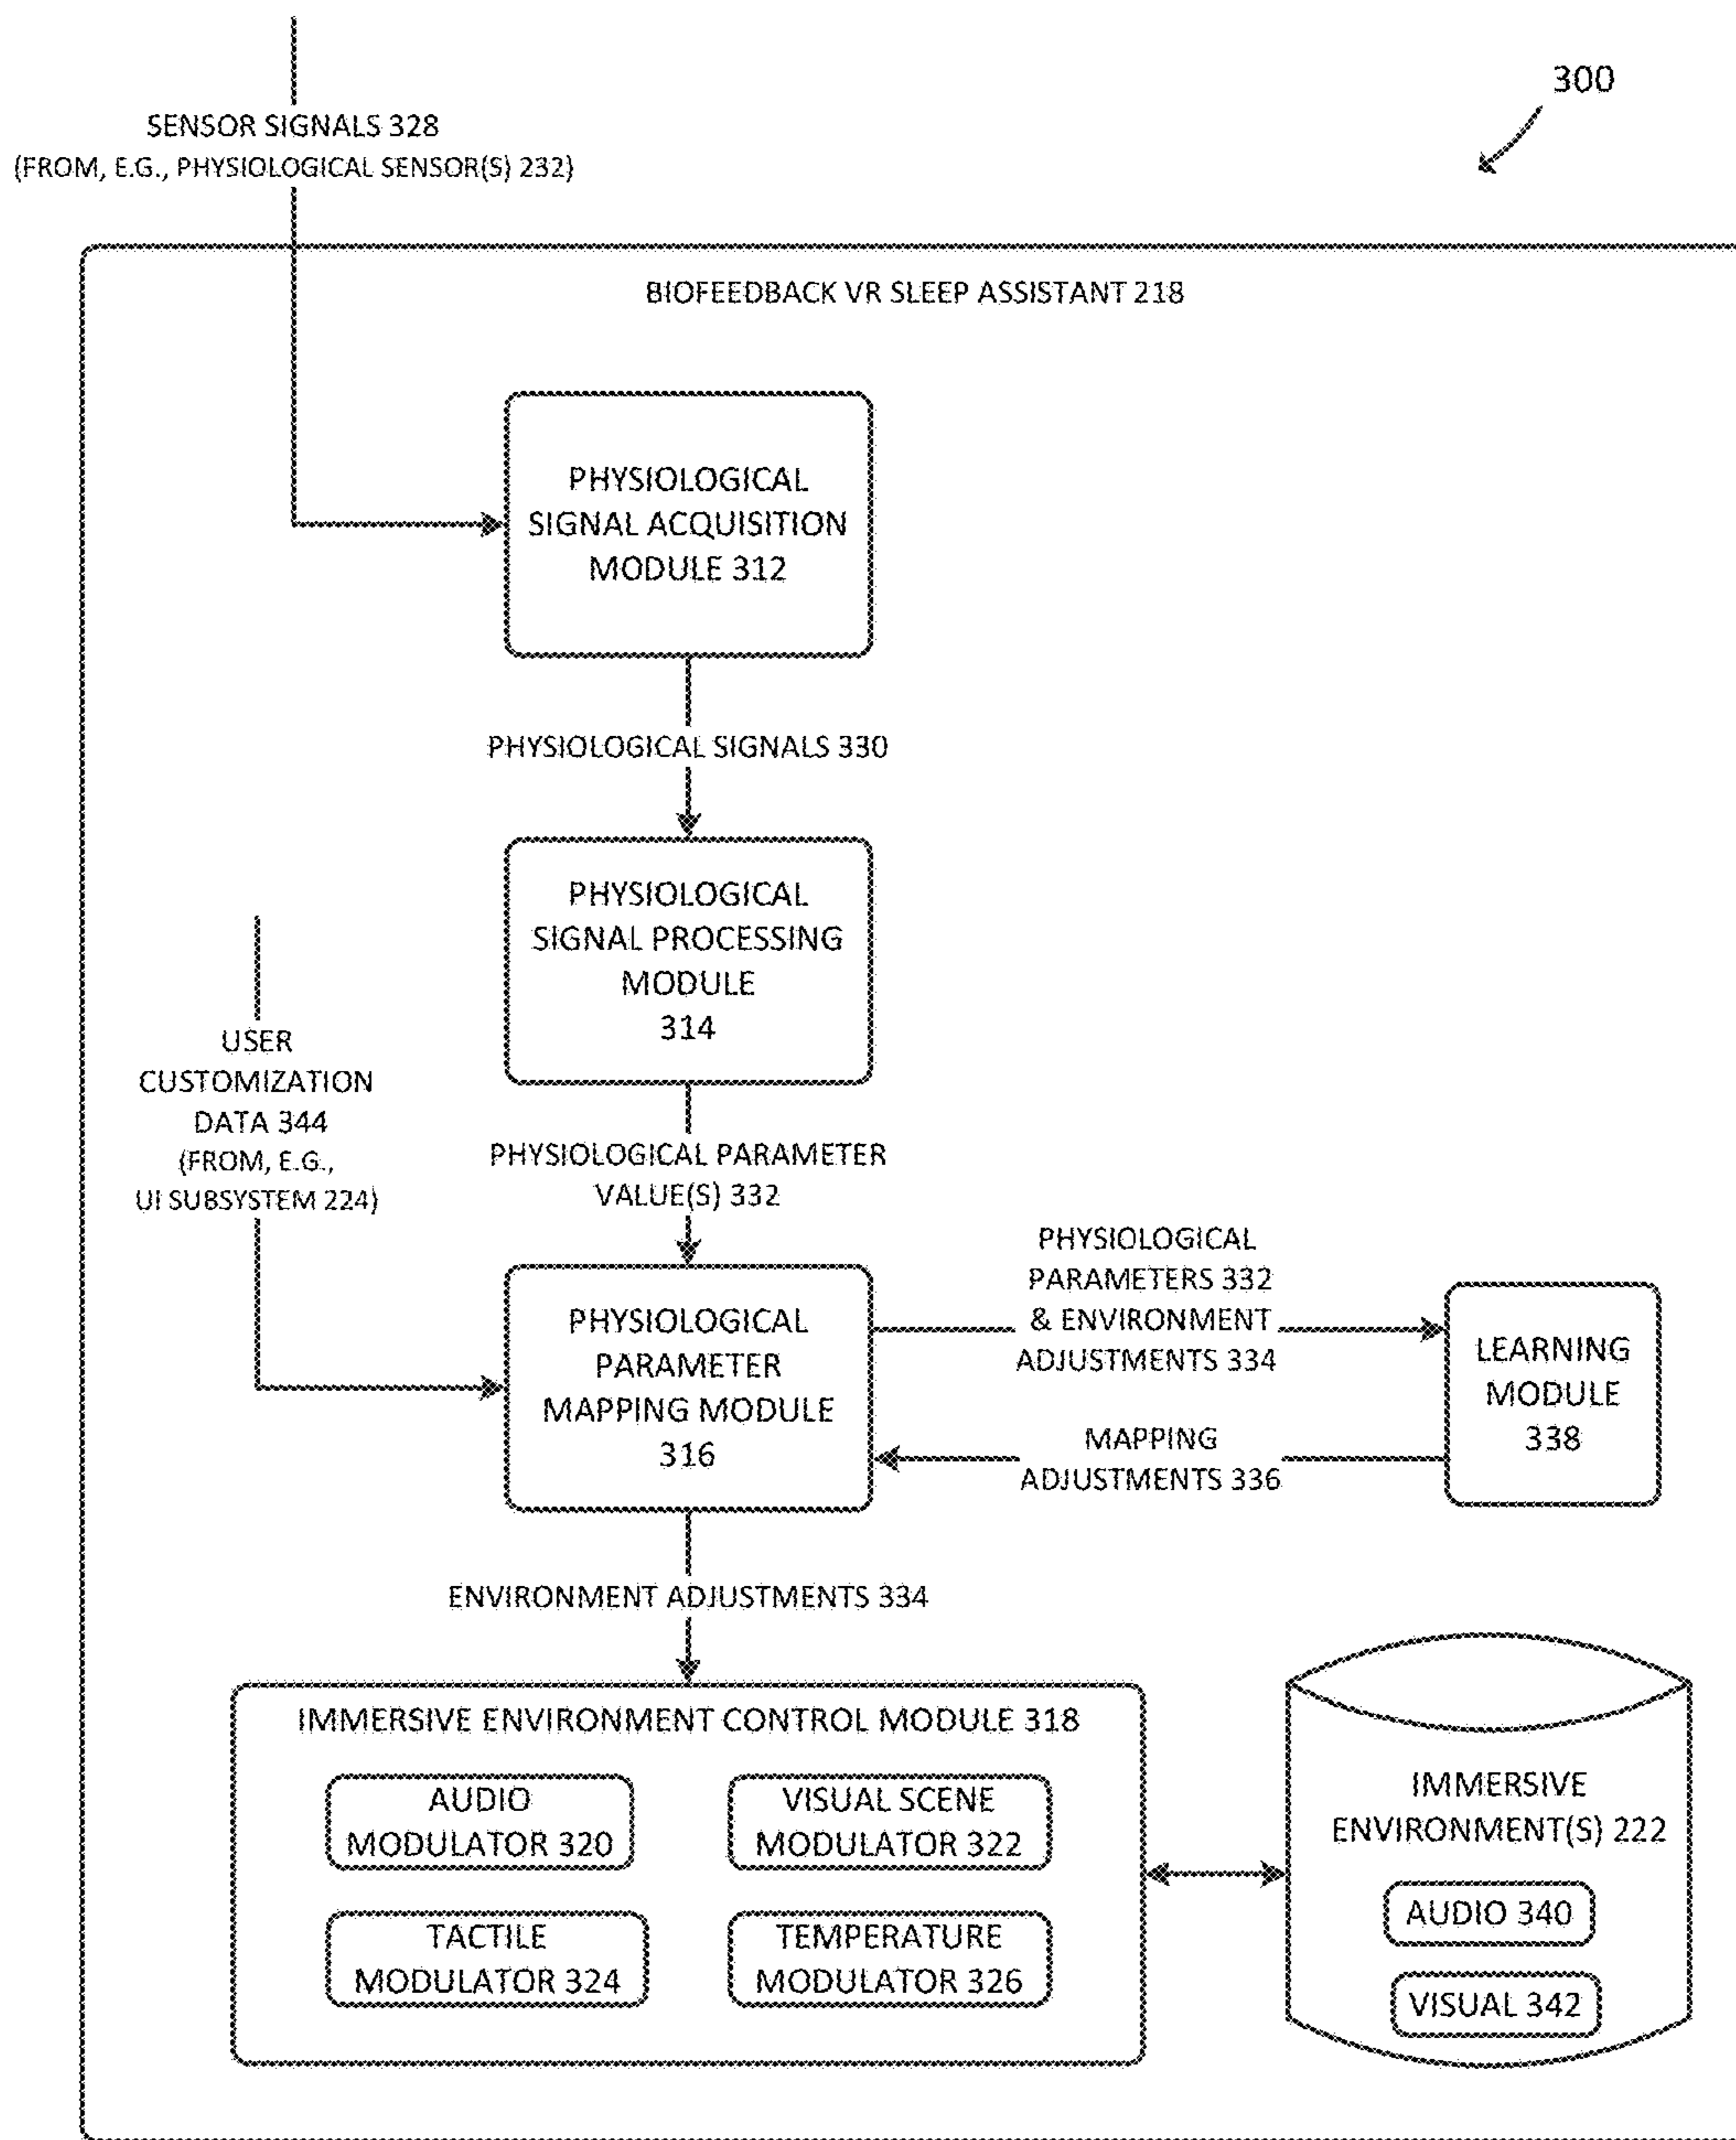 300
SENSOR SIGNALS 328
(FROM, E.G., PHYSIOLOGICAL SENSOR(S) 232)
BIOFEEDBACK VR SLEEP ASSISTANT 218
PHYSIOLOGICAL
SIGNAL ACQUISITION
MODULE 312
PHYSIOLOGICAL SIGNALS 330
PHYSIOLOGICAL
SIGNAL PROCESSING
MODULE
314
USER
CUSTOMIZATION
DATA 344
(FROM, E.G.,
UI SUBSYSTEM 224)
PHYSIOLOGICAL PARAMETER
VALUE(S) 332
PHYSIOLOGICAL
PARAMETER
MAPPING MODULE
316
PHYSIOLOGICAL
PARAMETERS 332
& ENVIRONMENT
ADJUSTMENTS 334
MAPPING
ADJUSTMENTS 336
LEARNING
MODULE
338
ENVIRONMENT ADJUSTMENTS 334
IMMERSIVE ENVIRONMENT CONTROL MODULE 318
AUDIO
MODULATOR 320
VISUAL SCENE
MODULATOR 322
TACTILE
MODULATOR 324
TEMPERATURE
MODULATOR 326
IMMERSIVE
ENVIRONMENT(S) 222
AUDIO 340
VISUAL 342